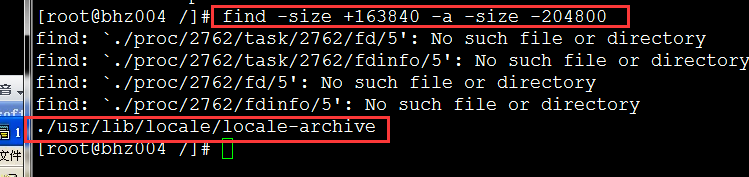 [root@bhz004 /]# find -size +163840 -a -size -204800
find: `./proc/2762/task/2762/fd/5': No such file or directory
find: `./proc/2762/task/2762/fdinfo/5': No such file or directory
find: `./proc/2762/fd/5': No such file or directory
find: `./proc/2762/fdinfo/5': No such file or directory
./usr/lib/locale/locale-archive
[root@bhz004 /]#
音
of
1
文件